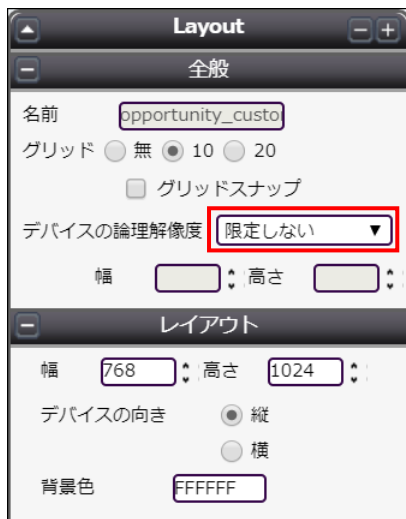 Layout
全般
名前 opportunity_custo
グリッド 無 10 20
グリッドスナップ
デバイスの論理解像度 限定しない ▼
幅 高さ
レイアウト
幅 768 高さ 1024
デバイスの向き 縦
横
背景色 FFFFFF